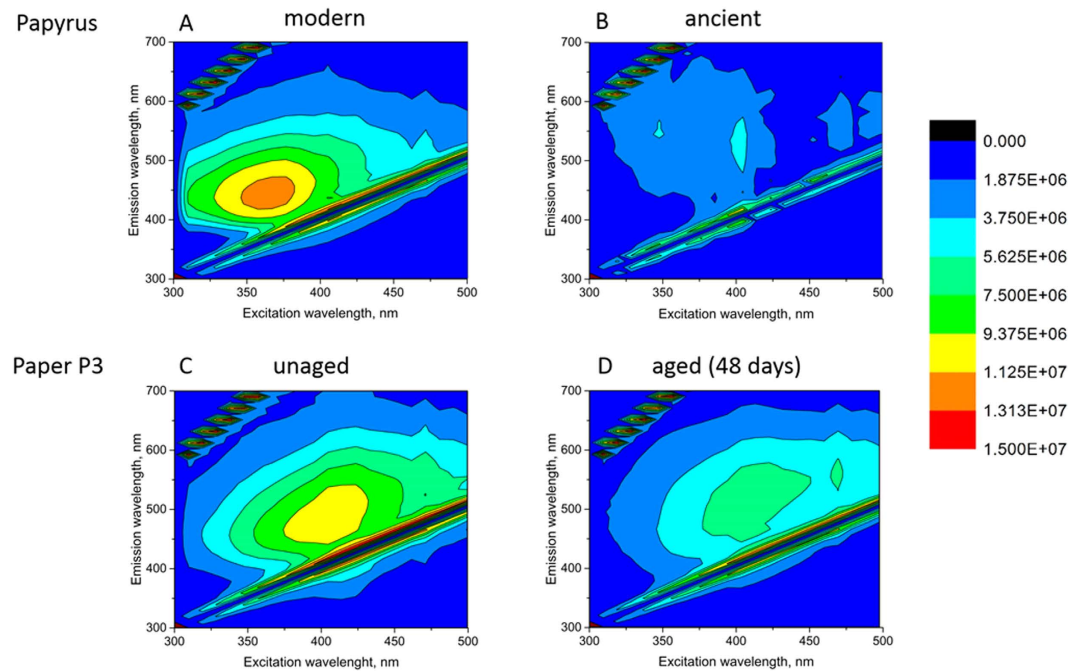 Papyrus
A modern
B ancient
700
600
500
400
300
Emission wavelength, nm
300 350 400 450 500
Excitation wavelength, nm
700
600
500
400
300
Emission wavelength, nm
300 350 400 450 500
Excitation wavelength, nm
0.000
1.875E+06
3.750E+06
5.625E+06
7.500E+06
9.375E+06
1.125E+07
1.313E+07
1.500E+07
Paper P3
C unaged
D aged (48 days)
700
600
500
400
300
Emission wavelength, nm
300 350 400 450 500
Excitation wavelenght, nm
700
600
500
400
300
Emission wavelength, nm
300 350 400 450 500
Excitation wavelength, nm